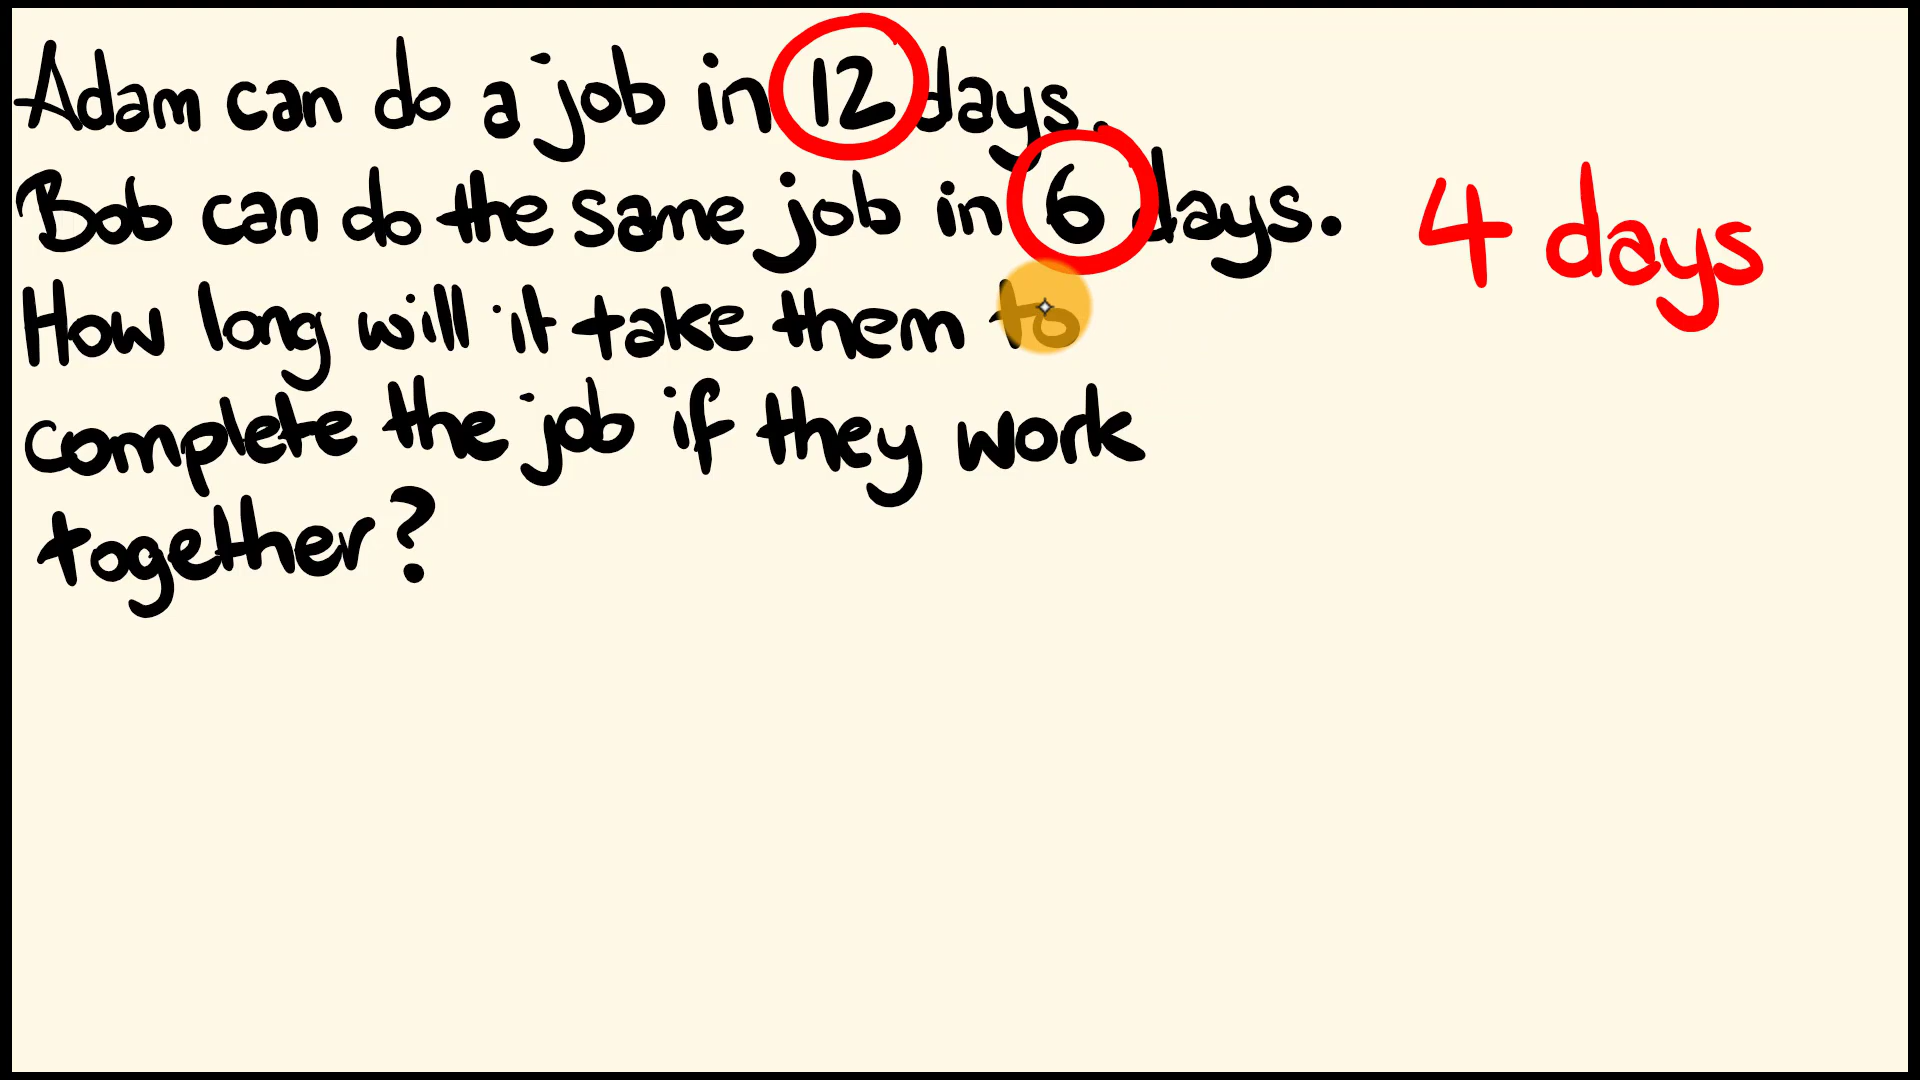 Adam can do a job in 12 days.
Bob can do the same job in 6 days.
4 days
How long will it take them to
complete the job if they work
together?